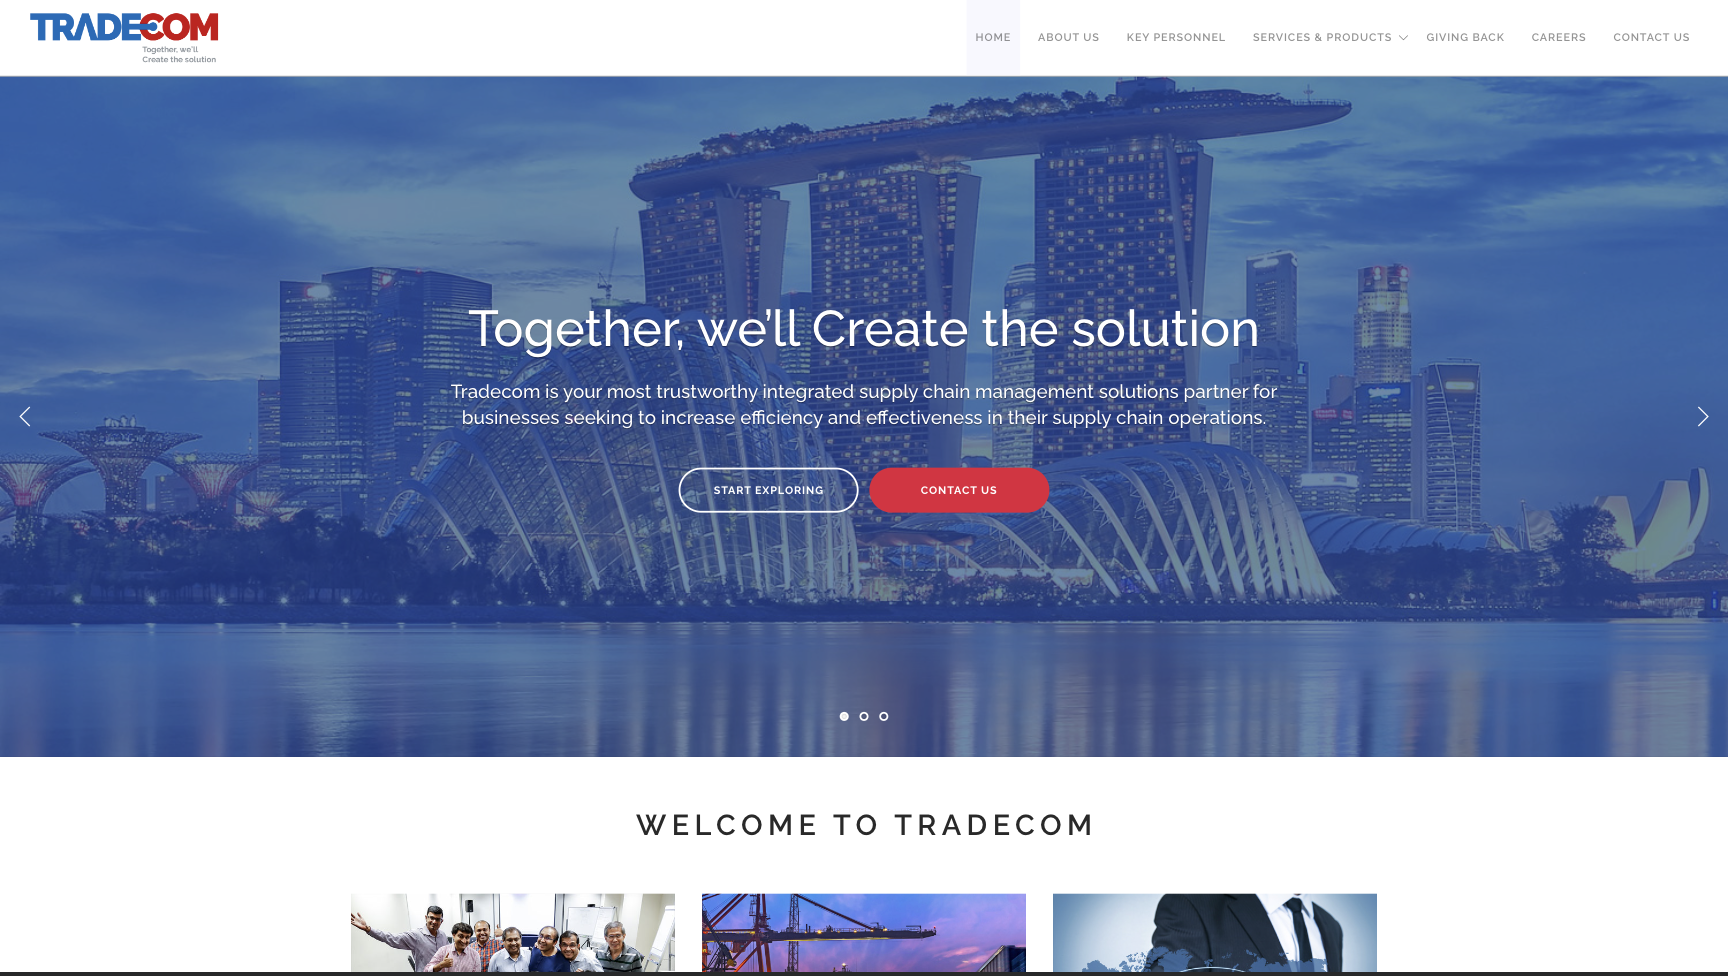 TRADECOM
Together, we'll
Create the solution
HOME
ABOUT US
KEY PERSONNEL
SERVICES & PRODUCTS
GIVING BACK
CAREERS
CONTACT US
Together, we’ll Create the solution
Tradecom is your most trustworthy integrated supply chain management solutions partner for
businesses seeking to increase efficiency and effectiveness in their supply chain operations.
START EXPLORING
CONTACT US
WELCOME TO TRADECOM